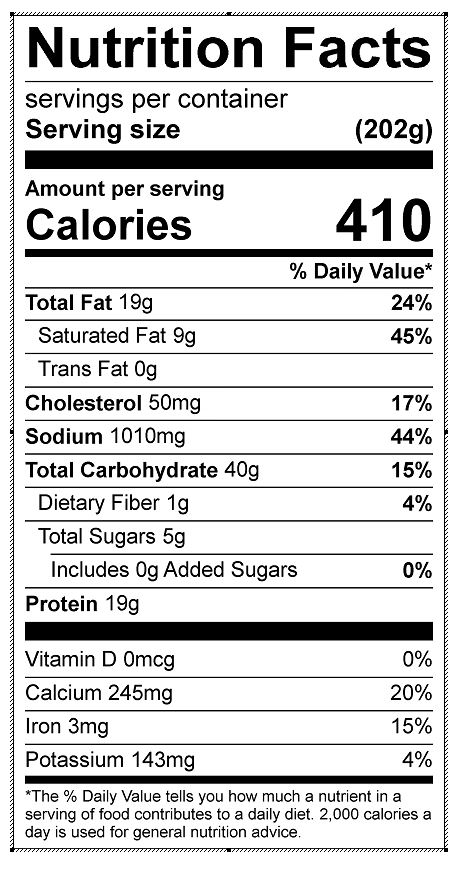 Nutrition Facts
servings per container
Serving size (202g)
Amount per serving
Calories 410
% Daily Value*
Total Fat 19g 24%
Saturated Fat 9g 45%
Trans Fat 0g
Cholesterol 50mg 17%
Sodium 1010mg 44%
Total Carbohydrate 40g 15%
Dietary Fiber 1g 4%
Total Sugars 5g
Includes 0g Added Sugars 0%
Protein 19g
Vitamin D 0mcg 0%
Calcium 245mg 20%
Iron 3mg 15%
Potassium 143mg 4%
*The % Daily Value tells you how much a nutrient in a
serving of food contributes to a daily diet. 2,000 calories a
day is used for general nutrition advice.